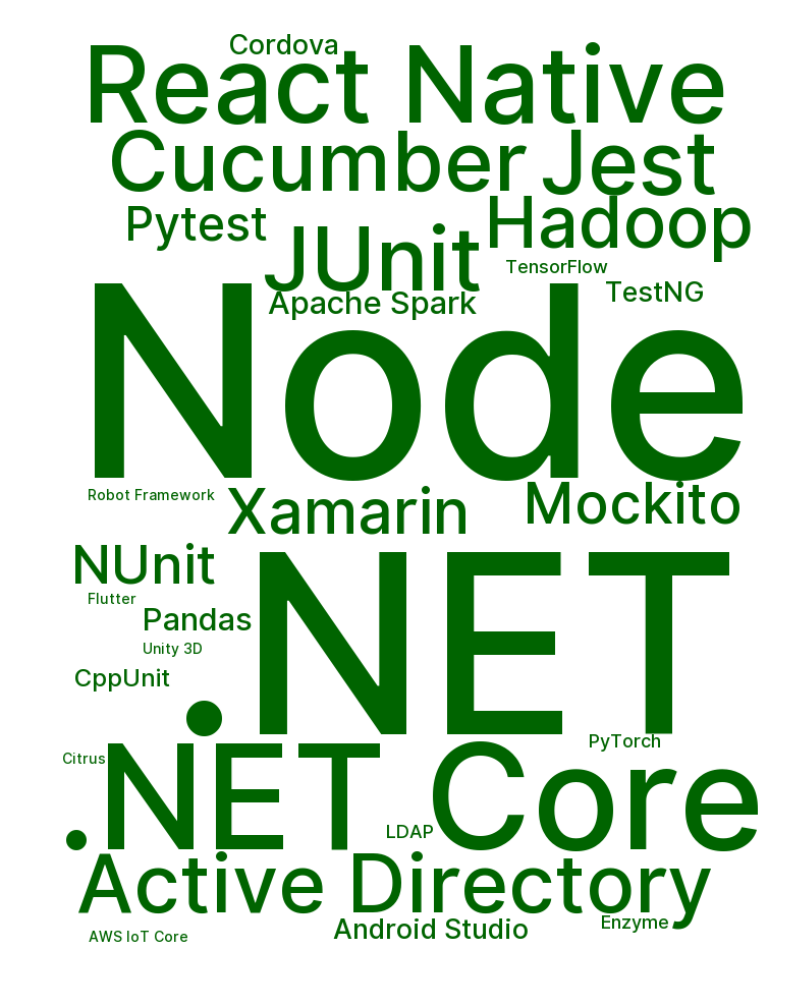 Cordova
React Native
Cucumber
Jest
Pytest
Hadoop
JUnit
TensorFlow
TestNG
Apache Spark
Node
Robot Framework
Xamarin
Mockito
NUnit
Flutter
Pandas
Unity 3D
CppUnit
.NET
PyTorch
Citrus
.NET Core
LDAP
Active Directory
Enzyme
Android Studio
AWS IoT Core